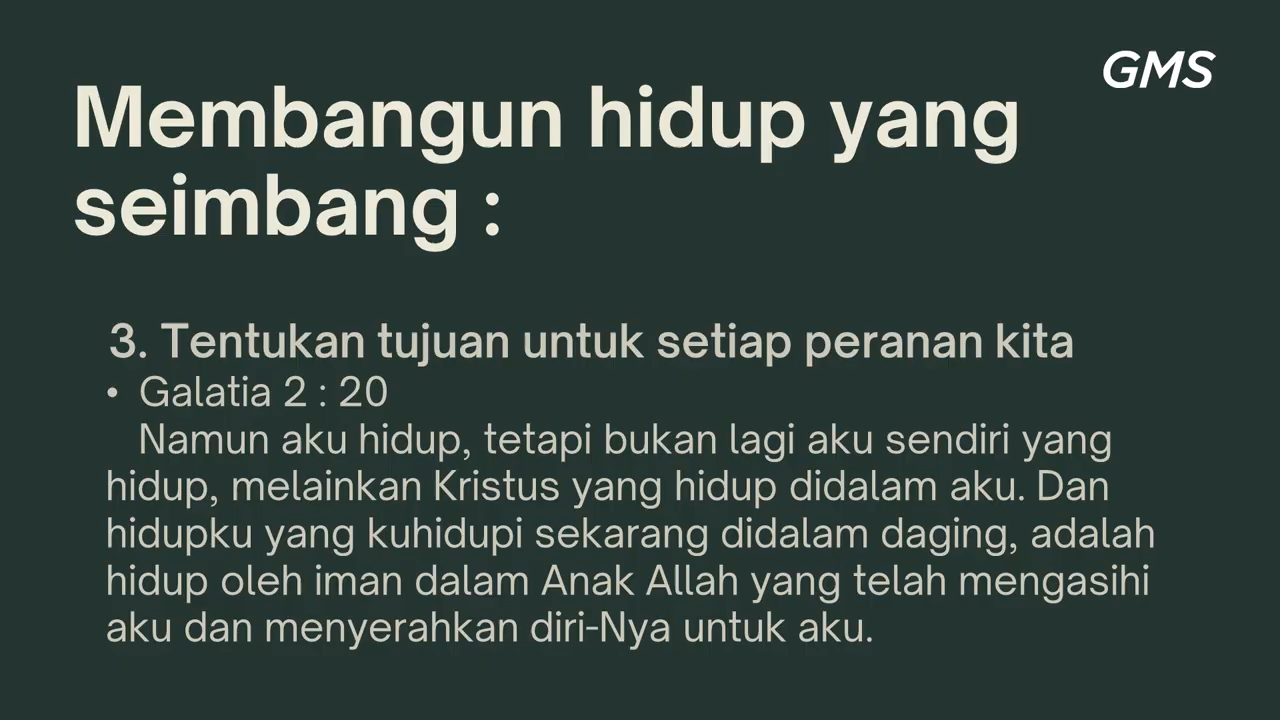 GMS
Membangun hidup yang
seimbang :
3. Tentukan tujuan untuk setiap peranan kita
• Galatia 2 : 20
Namun aku hidup, tetapi bukan lagi aku sendiri yang
hidup, melainkan Kristus yang hidup didalam aku. Dan
hidupku yang kuhidupi sekarang didalam daging, adalah
hidup oleh iman dalam Anak Allah yang telah mengasihi
aku dan menyerahkan diri-Nya untuk aku.